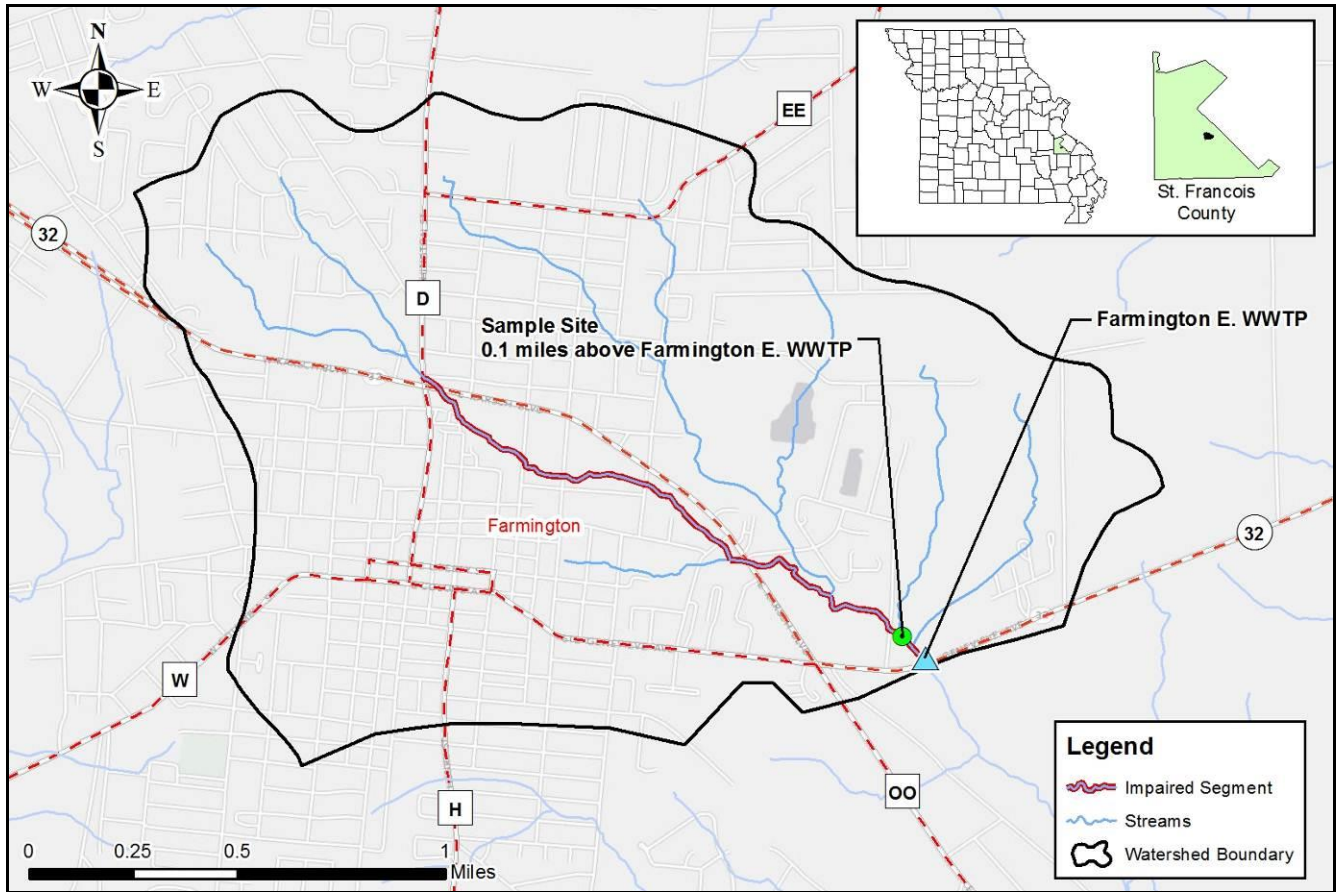 N
W E
S
EE
St. Francois
County
32
D
Sample Site
0.1 miles above Farmington E. WWTP
Farmington E. WWTP
Farmington
32
W
H
OO
Legend
Impaired Segment
Streams
Watershed Boundary
0 0.25 0.5 1
Miles